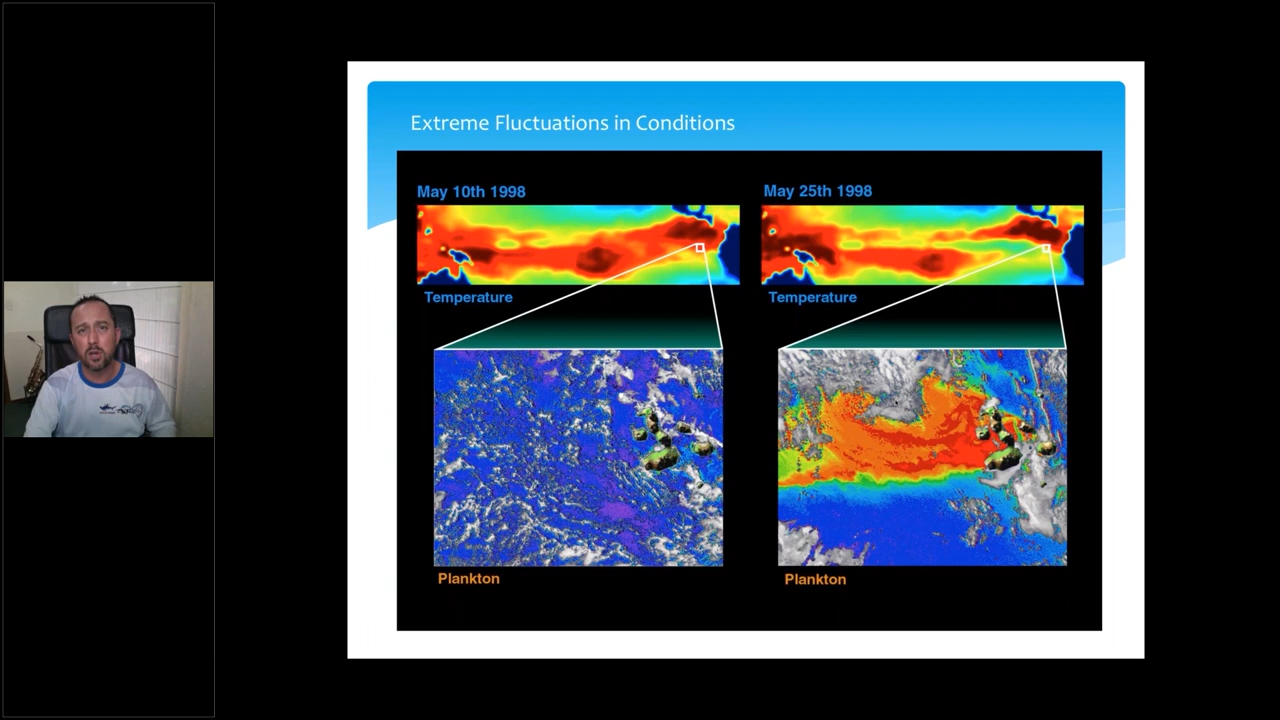 Extreme Fluctuations in Conditions
May 10th 1998
May 25th 1998
Temperature
Temperature
Plankton
Plankton